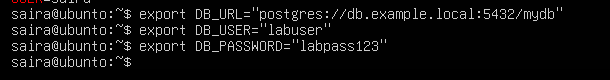 saira@ubunto:~$ export DB_URL="postgres://db.example.local:5432/mydb"
saira@ubunto:~$ export DB_USER="labuser"
saira@ubunto:~$ export DB_PASSWORD="labpass123"
saira@ubunto:~$